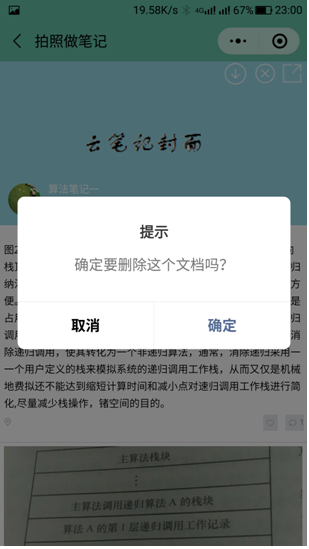 19.58K/s 4G 67% 23:00
拍照做笔记
云笔记封面
算法笔记一
图2
的
提示
栈顶
归
确定要删除这个文档吗？
纳法
方
便。
是
占用
归
取消 确定
调用
消
除递归调用，使其转化为一个非递归算法，通常，消除递归采用一
一个用户定义的栈来模拟系统的递归调用工作栈，从而又仅是机械
地费拟还不能达到缩短计算时间和减小点对速归调用工作栈进行简
化,尽量减少栈操作，锗空间的目的。
1
主算法栈块
⋮
主算法调用递归算法 A 的栈块
算法 A 的第 1 层递归调用工作记录